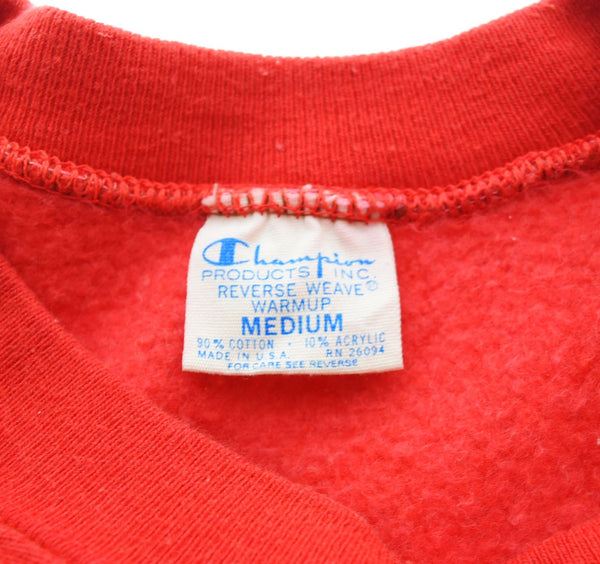 Champion
PRODUCTS INC.
REVERSE WEAVE®
WARMUP
MEDIUM
90% COTTON · 10% ACRYLIC
MADE IN U.S.A. RN 26094
FOR CARE SEE REVERSE